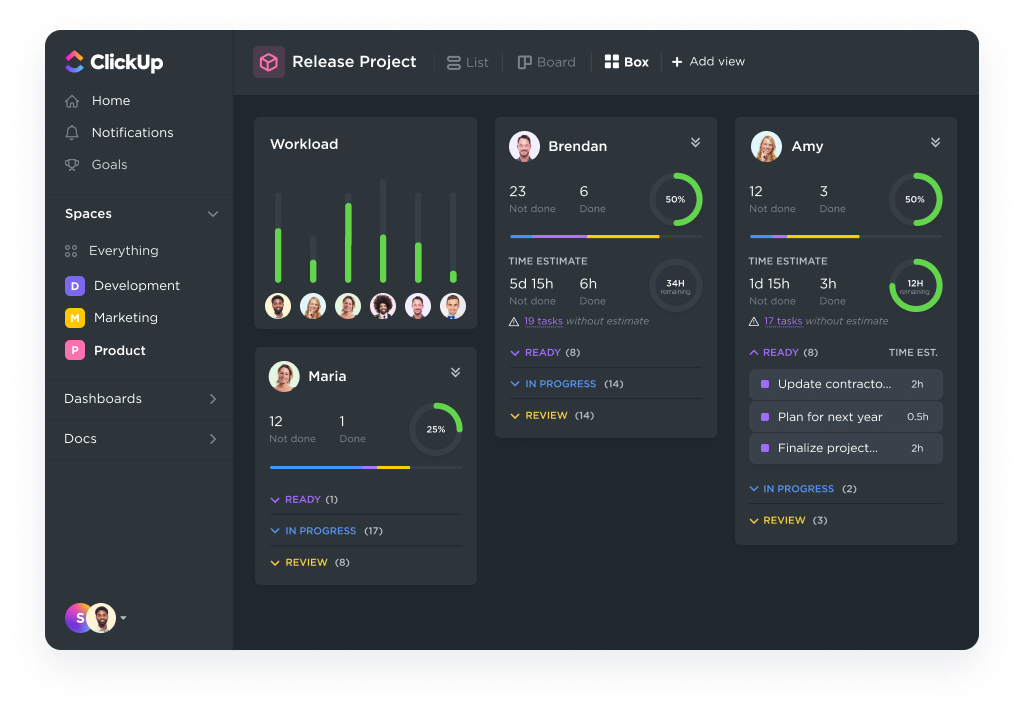 ClickUp
Home
Notifications
Goals
Spaces
Everything
D Development
M Marketing
P Product
Dashboards
Docs
S
Release Project
List
Board
Box
+ Add view
Workload
Maria
12 1
Not done Done
25%
READY (1)
IN PROGRESS (17)
REVIEW (8)
Brendan
23 6
Not done Done
50%
TIME ESTIMATE
5d 15h 6h
Not done Done
34H
remaining
19 tasks without estimate
READY (8)
IN PROGRESS (14)
REVIEW (14)
Amy
12 3
Not done Done
50%
TIME ESTIMATE
1d 15h 3h
Not done Done
12H
remaining
17 tasks without estimate
READY (8) TIME EST.
Update contracto... 2h
Plan for next year 0.5h
Finalize project... 2h
IN PROGRESS (2)
REVIEW (3)